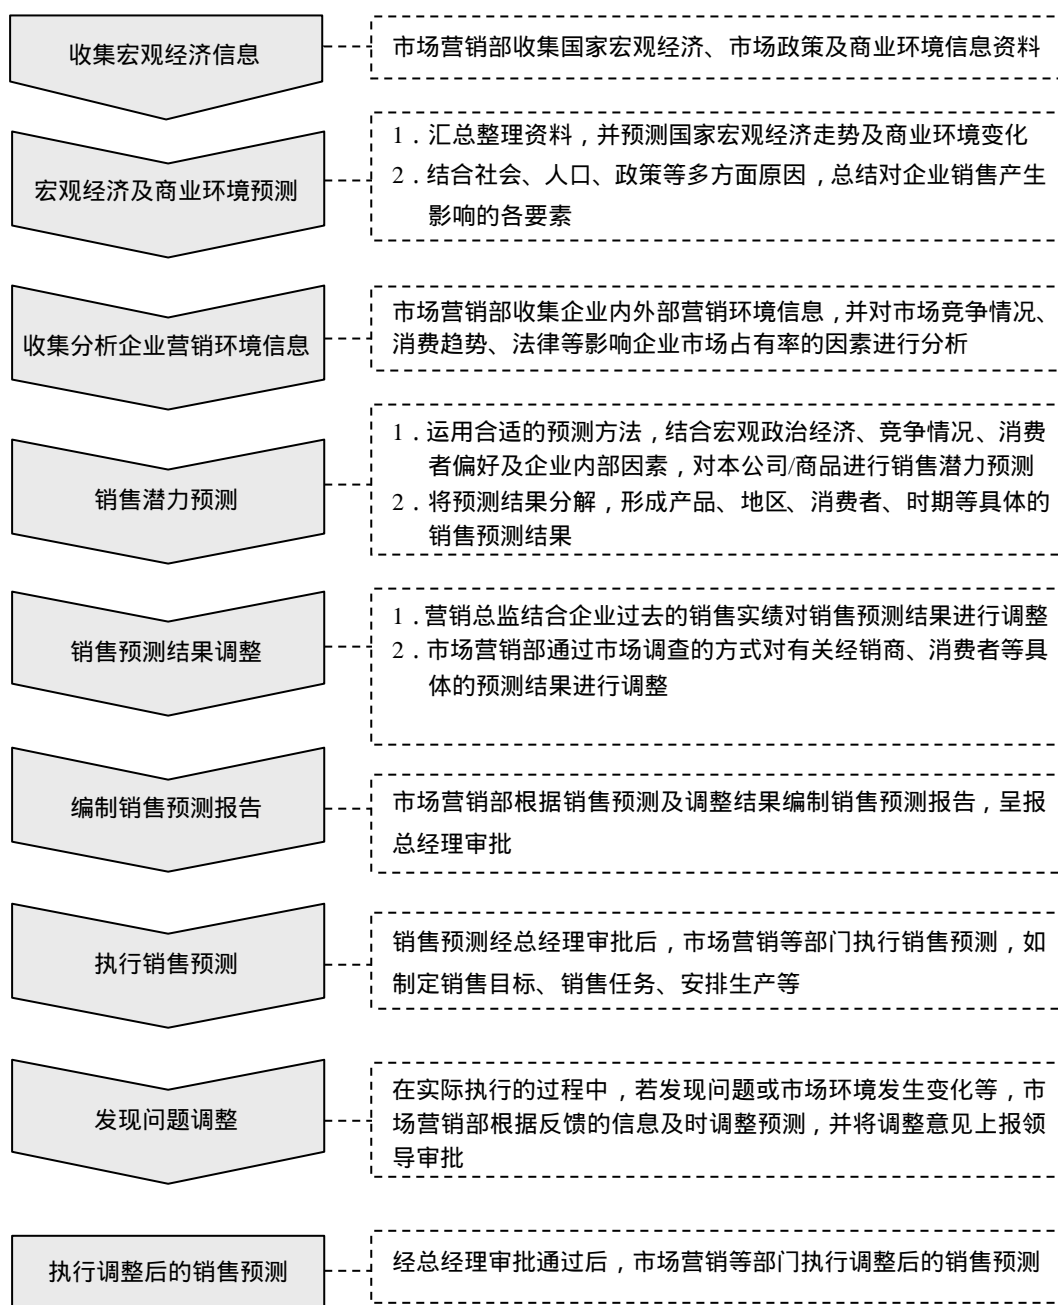 收集宏观经济信息
市场营销部收集国家宏观经济、市场政策及商业环境信息资料
宏观经济及商业环境预测
1．汇总整理资料，并预测国家宏观经济走势及商业环境变化
2．结合社会、人口、政策等多方面原因，总结对企业销售产生
影响的各要素
收集分析企业营销环境信息
市场营销部收集企业内外部营销环境信息，并对市场竞争情况、
消费趋势、法律等影响企业市场占有率的因素进行分析
销售潜力预测
1．运用合适的预测方法，结合宏观政治经济、竞争情况、消费
者偏好及企业内部因素，对本公司/商品进行销售潜力预测
2．将预测结果分解，形成产品、地区、消费者、时期等具体的
销售预测结果
销售预测结果调整
1．营销总监结合企业过去的销售实绩对销售预测结果进行调整
2．市场营销部通过市场调查的方式对有关经销商、消费者等具
体的预测结果进行调整
编制销售预测报告
市场营销部根据销售预测及调整结果编制销售预测报告，呈报
总经理审批
执行销售预测
销售预测经总经理审批后，市场营销等部门执行销售预测，如
制定销售目标、销售任务、安排生产等
发现问题调整
在实际执行的过程中，若发现问题或市场环境发生变化等，市
场营销部根据反馈的信息及时调整预测，并将调整意见上报领
导审批
执行调整后的销售预测
经总经理审批通过后，市场营销等部门执行调整后的销售预测